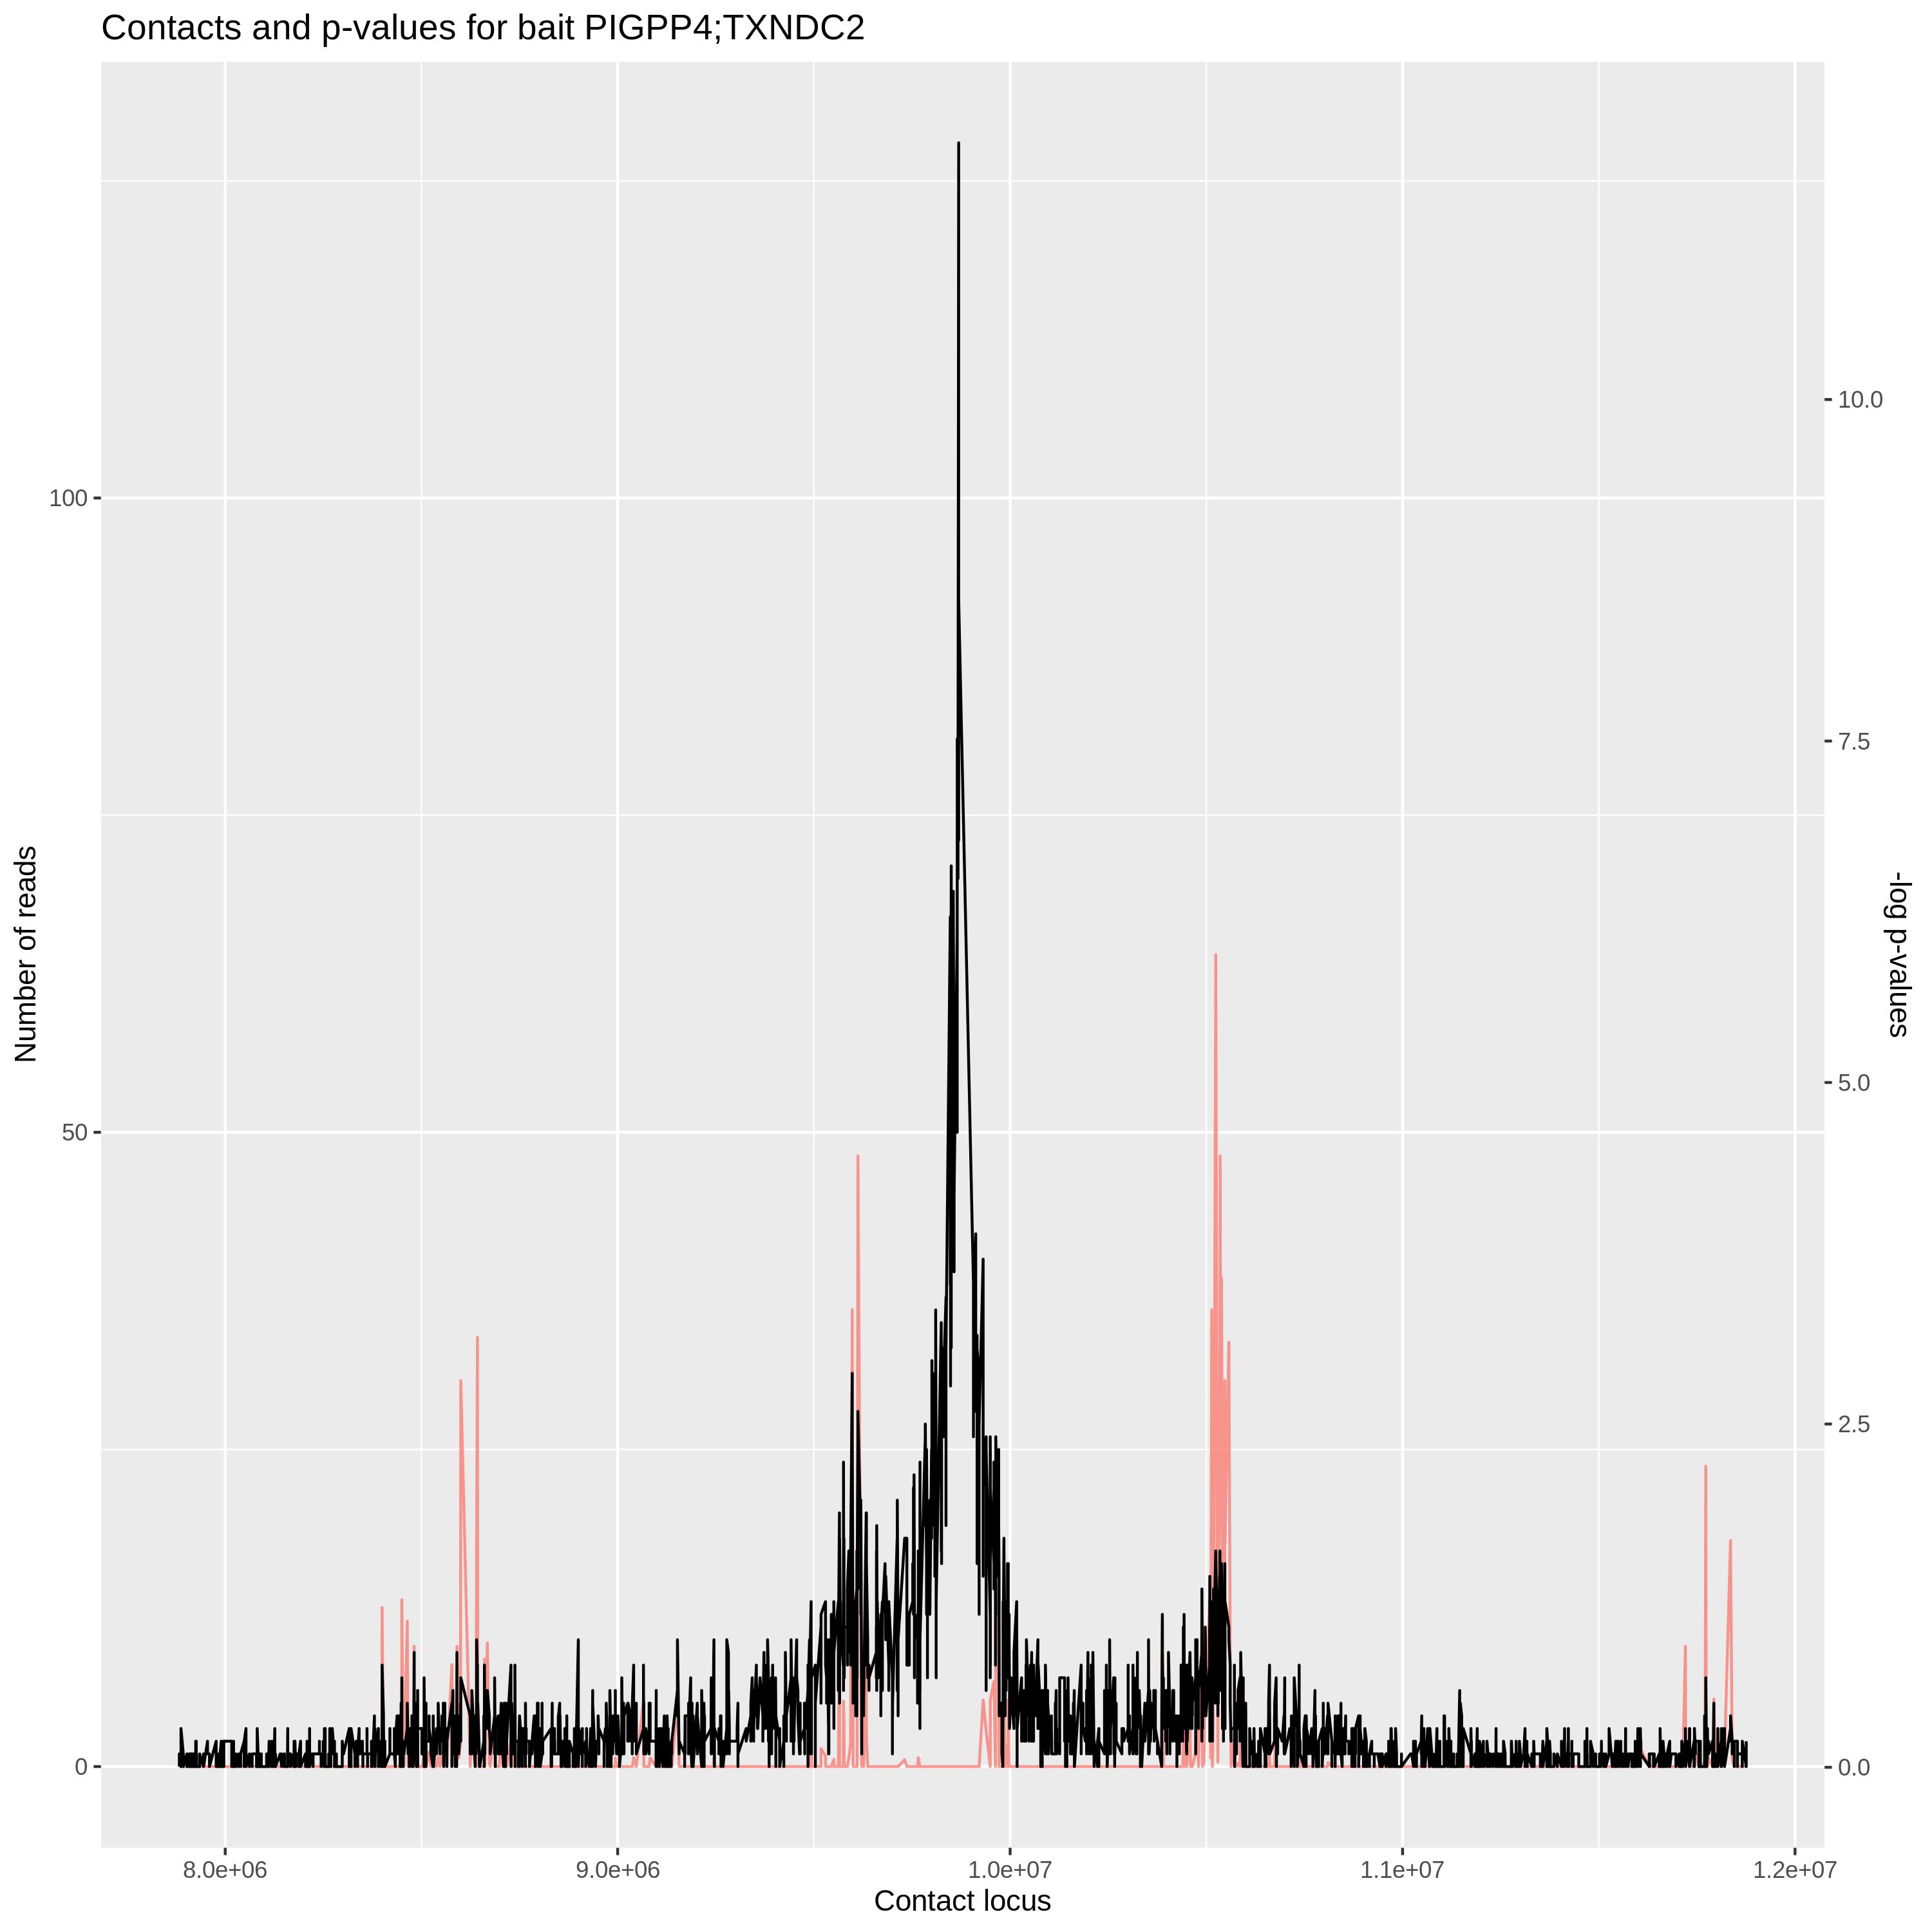 Contacts and p-values for bait PIGPP4;TXNDC2
Number of reads
100
50
0
10.0
7.5
5.0
2.5
0.0
-log p-values
8.0e+06
9.0e+06
1.0e+07
1.1e+07
1.2e+07
Contact locus